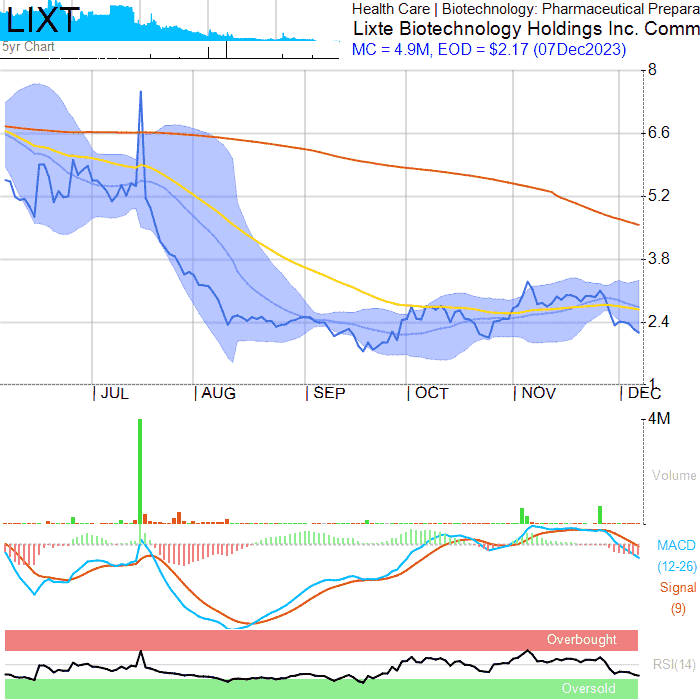 LIXT
5yr Chart
Health Care | Biotechnology: Pharmaceutical Prepara
Lixte Biotechnology Holdings Inc. Comm
MC = 4.9M, EOD = $2.17 (07Dec2023)
8
6.6
5.2
3.8
2.4
1
JUL AUG SEP OCT NOV DEC
4M
Volume
MACD
(12-26)
Signal
(9)
Overbought
RSI(14)
Oversold